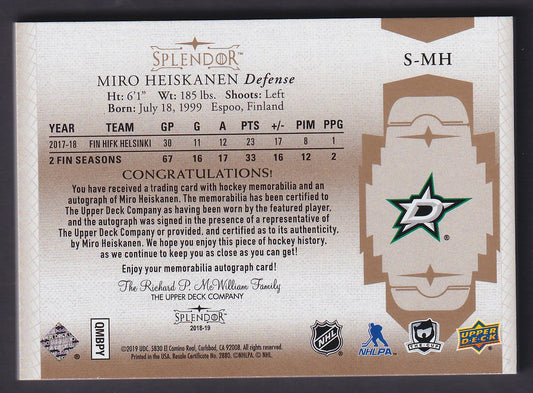 SPLENDOR™
S-MH
MIRO HEISKANEN Defense
Ht: 6'1" Wt: 185 lbs. Shoots: Left
Born: July 18, 1999 Espoo, Finland
YEAR TEAM GP G A PTS +/- PIM PPG
2017-18 FIN HIFK HELSINKI 30 11 12 23 17 8 1
2 FIN SEASONS 67 16 17 33 16 12 2
CONGRATULATIONS!
You have received a trading card with hockey memorabilia and an
autograph of Miro Heiskanen. The memorabilia has been certified to
The Upper Deck Company as having been worn by the featured player,
and the autograph was signed in the presence of a representative of
The Upper Deck Company or provided, and certified as to its authenticity,
by Miro Heiskanen. We hope you enjoy this piece of hockey history,
as we continue to keep you as close as you can get!
Enjoy your memorabilia autograph card!
The Richard P. McWilliam Family
THE UPPER DECK COMPANY
SPLENDOR™
2018-19
D
®
®
QMBPY
©2019 UDC. 5830 El Camino Real, Carlsbad, CA 92008. All rights reserved.
Printed in the USA. Resale Certificate No. 2880. ©NHLPA, © NHL.
NHL
®
NHLPA
™
THE CUP
UPPER DECK